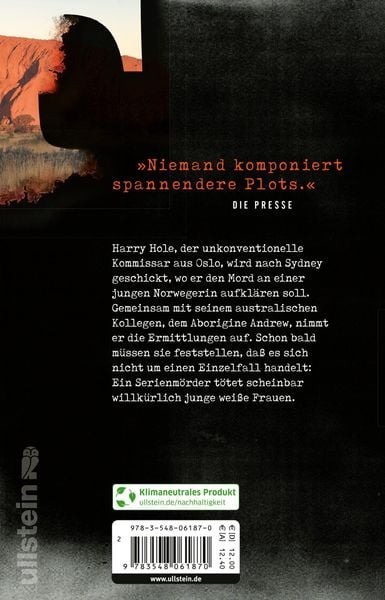 »Niemand komponiert
spannendere Plots.«
DIE PRESSE
Harry Hole, der unkonventionelle
Kommissar aus Oslo, wird nach Sydney
geschickt, wo er den Mord an einer
jungen Norwegerin aufklären soll.
Gemeinsam mit seinem australischen
Kollegen, dem Aborigine Andrew, nimmt
er die Ermittlungen auf. Schon bald
müssen sie feststellen, daß es sich
nicht um einen Einzelfall handelt:
Ein Serienmörder tötet scheinbar
willkürlich junge weiße Frauen.
ullstein
Klimaneutrales Produkt
ullstein.de/nachhaltigkeit
978-3-548-06187-0
2
€[D] 12,00
€[A] 12,40
9 783548 061870
www.ullstein.de